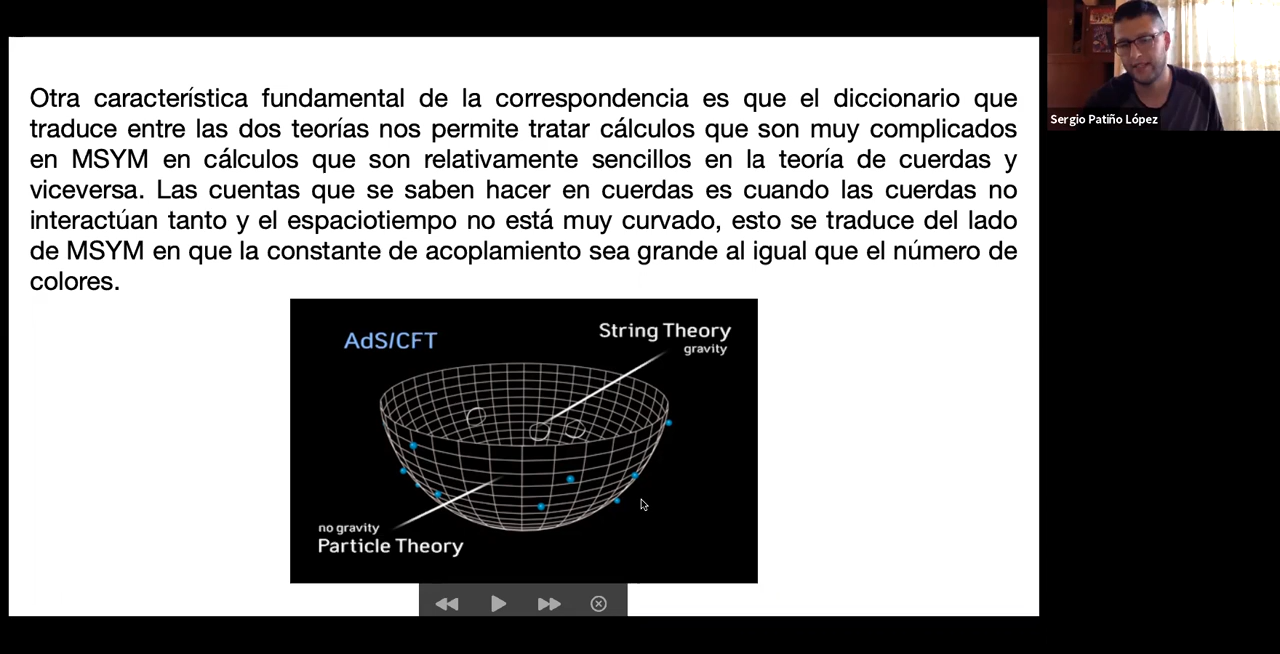 Otra característica fundamental de la correspondencia es que el diccionario que
traduce entre las dos teorías nos permite tratar cálculos que son muy complicados
en MSYM en cálculos que son relativamente sencillos en la teoría de cuerdas y
viceversa. Las cuentas que se saben hacer en cuerdas es cuando las cuerdas no
interactúan tanto y el espaciotiempo no está muy curvado, esto se traduce del lado
de MSYM en que la constante de acoplamiento sea grande al igual que el número de
colores.
AdS/CFT
String Theory
gravity
no gravity
Particle Theory
Sergio Patiño López